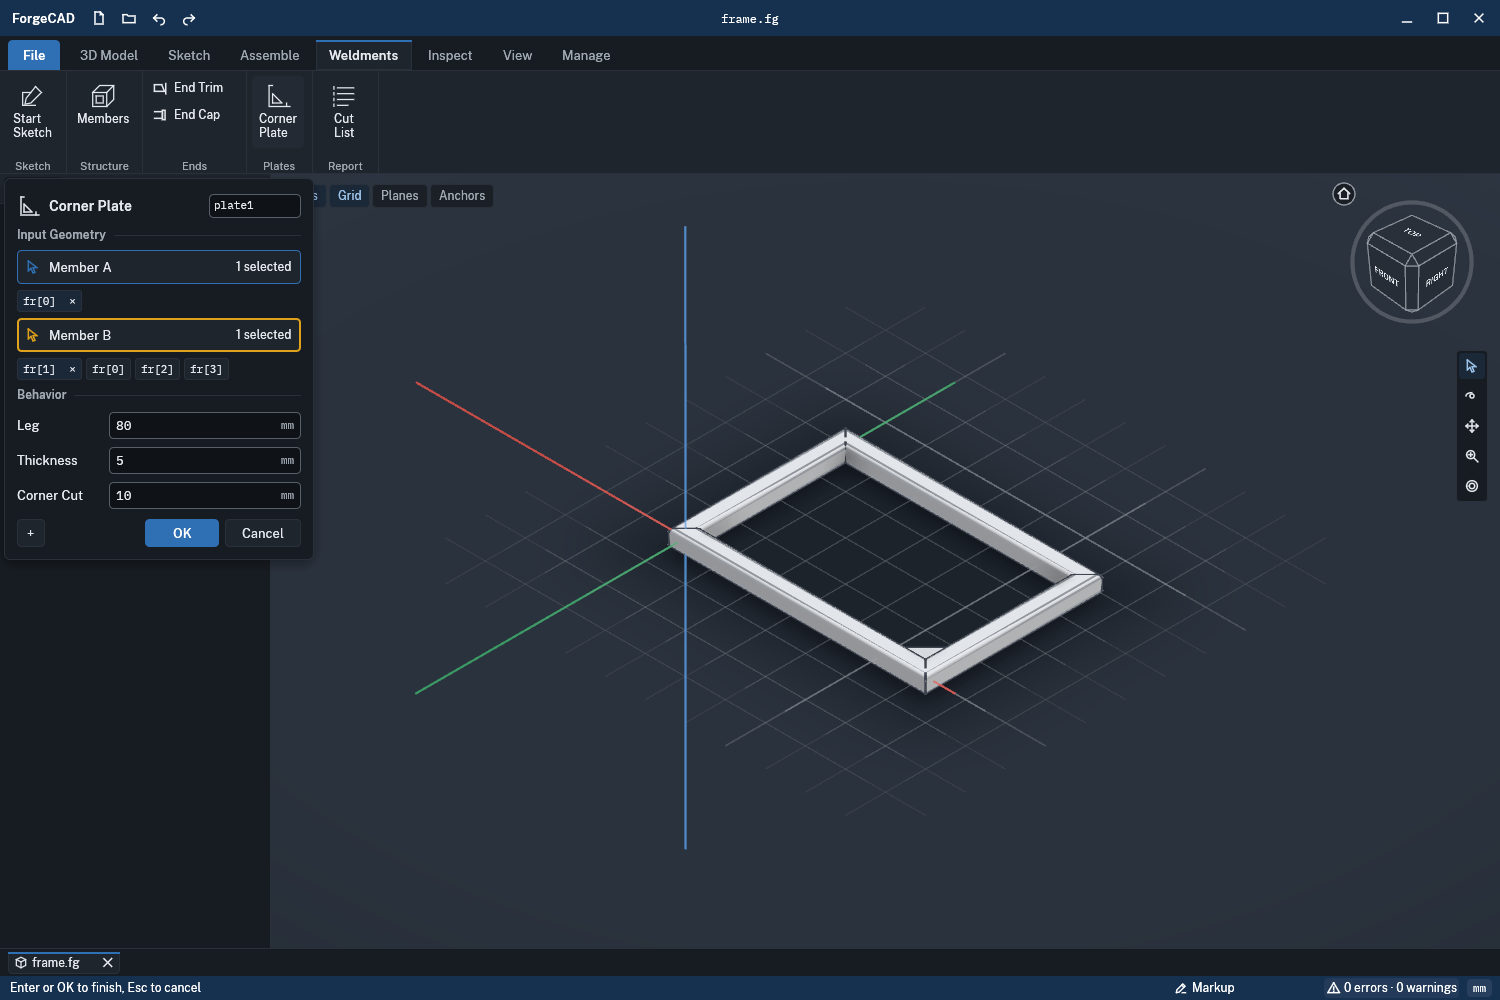 ForgeCAD
frame.fg
File
3D Model
Sketch
Assemble
Weldments
Inspect
View
Manage
Start
Sketch
Members
End Trim
End Cap
Corner
Plate
Cut
List
Sketch
Structure
Ends
Plates
Report
Corner Plate
plate1
s
Grid
Planes
Anchors
Input Geometry
Member A
1 selected
fr[0] ×
Member B
1 selected
fr[1] ×
fr[0]
fr[2]
fr[3]
Behavior
Leg
80
mm
Thickness
5
mm
Corner Cut
10
mm
+
OK
Cancel
TOP
FRONT
RIGHT
frame.fg
Enter or OK to finish, Esc to cancel
Markup
0 errors · 0 warnings
mm